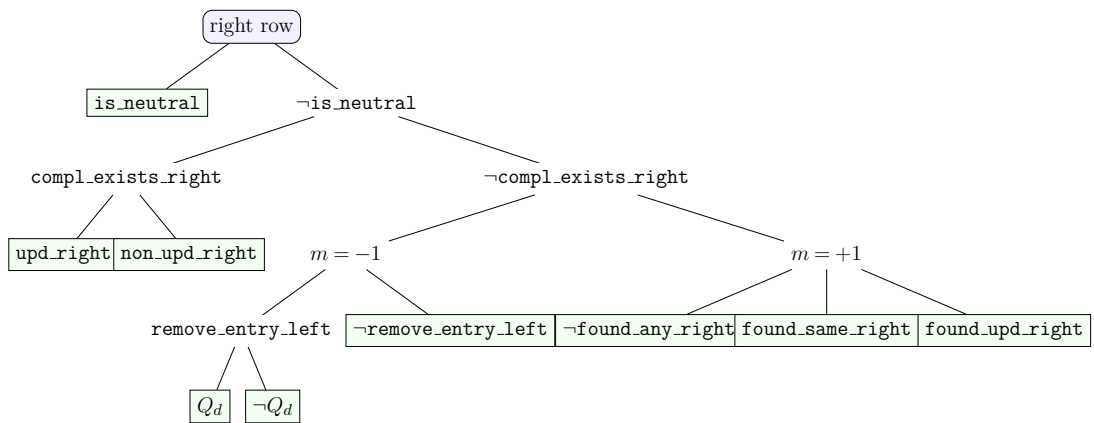 right row
is_neutral ¬is_neutral
compl_exists_right ¬compl_exists_right
upd_right non_upd_right m = −1 m = +1
remove_entry_left ¬remove_entry_left ¬found_any_right found_same_right found_upd_right
Q_d ¬Q_d